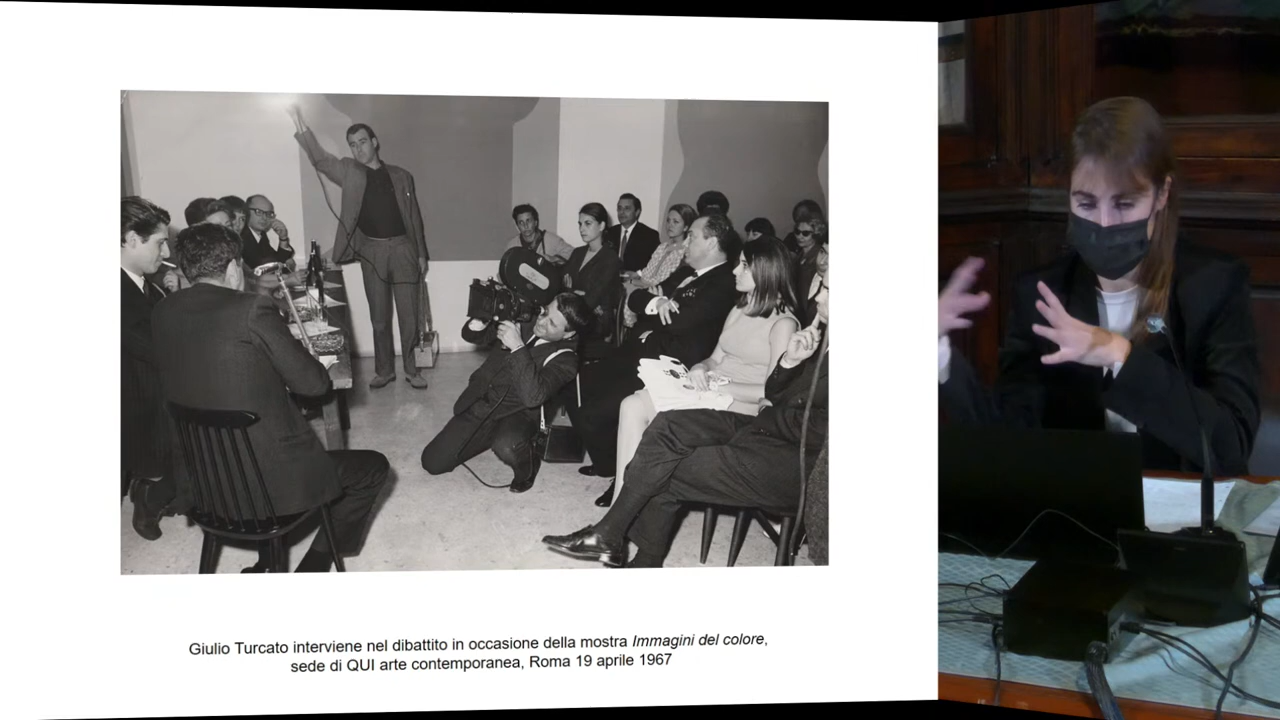 Giulio Turcato interviene nel dibattito in occasione della mostra Immagini del colore,
sede di QUI arte contemporanea, Roma 19 aprile 1967